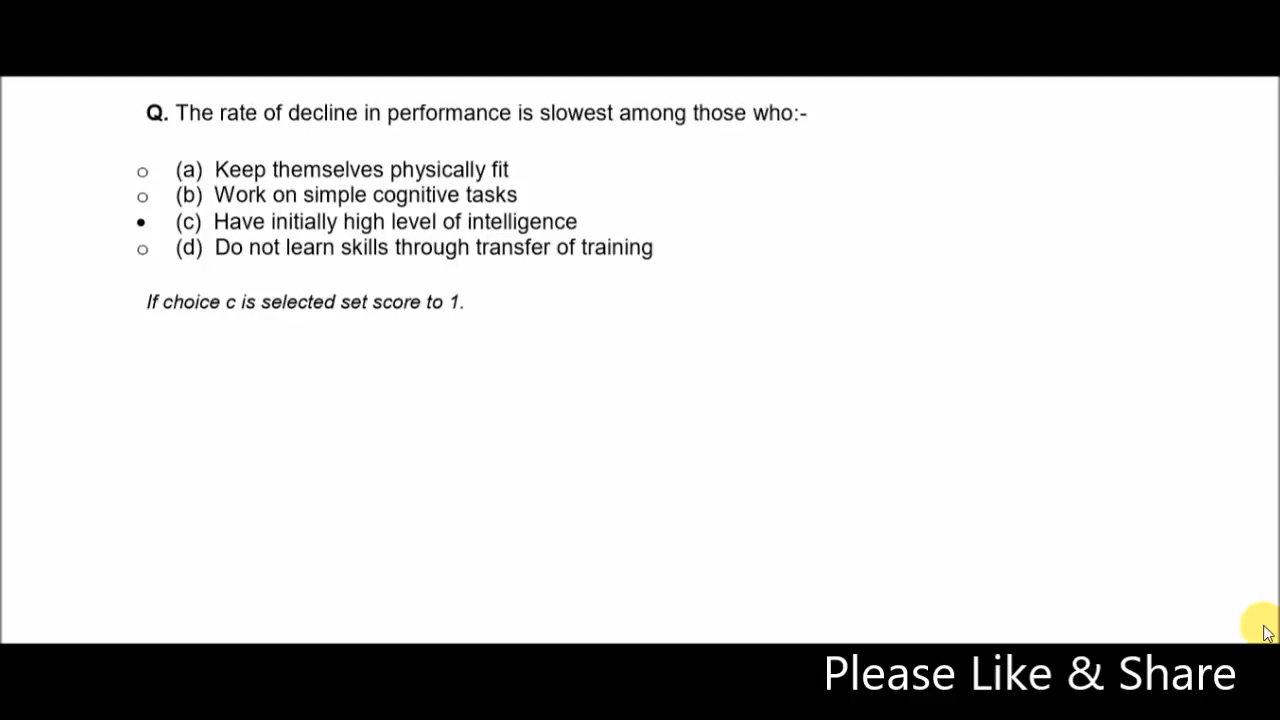 Q. The rate of decline in performance is slowest among those who:-
o (a) Keep themselves physically fit
o (b) Work on simple cognitive tasks
• (c) Have initially high level of intelligence
o (d) Do not learn skills through transfer of training
If choice c is selected set score to 1.
Please Like & Share